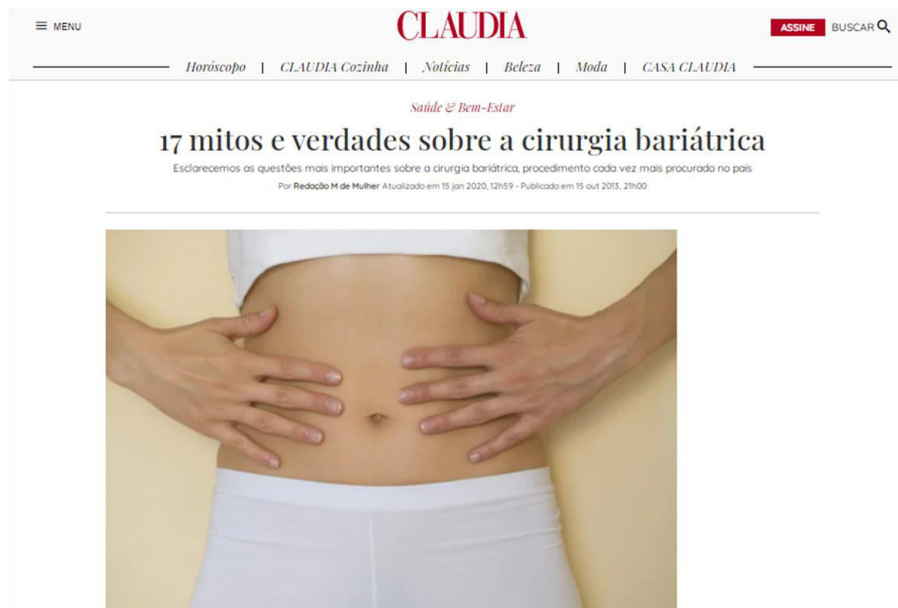 MENU
CLAUDIA
ASSINE
BUSCAR
Horóscopo | CLAUDIA Cozinha | Notícias | Beleza | Moda | CASA CLAUDIA
Saúde & Bem-Estar
17 mitos e verdades sobre a cirurgia bariátrica
Esclarecemos as questões mais importantes sobre a cirurgia bariátrica, procedimento cada vez mais procurado no país
Por Redação M de Mulher Atualizado em 15 jan 2020, 12h59 - Publicado em 15 out 2013, 21h00